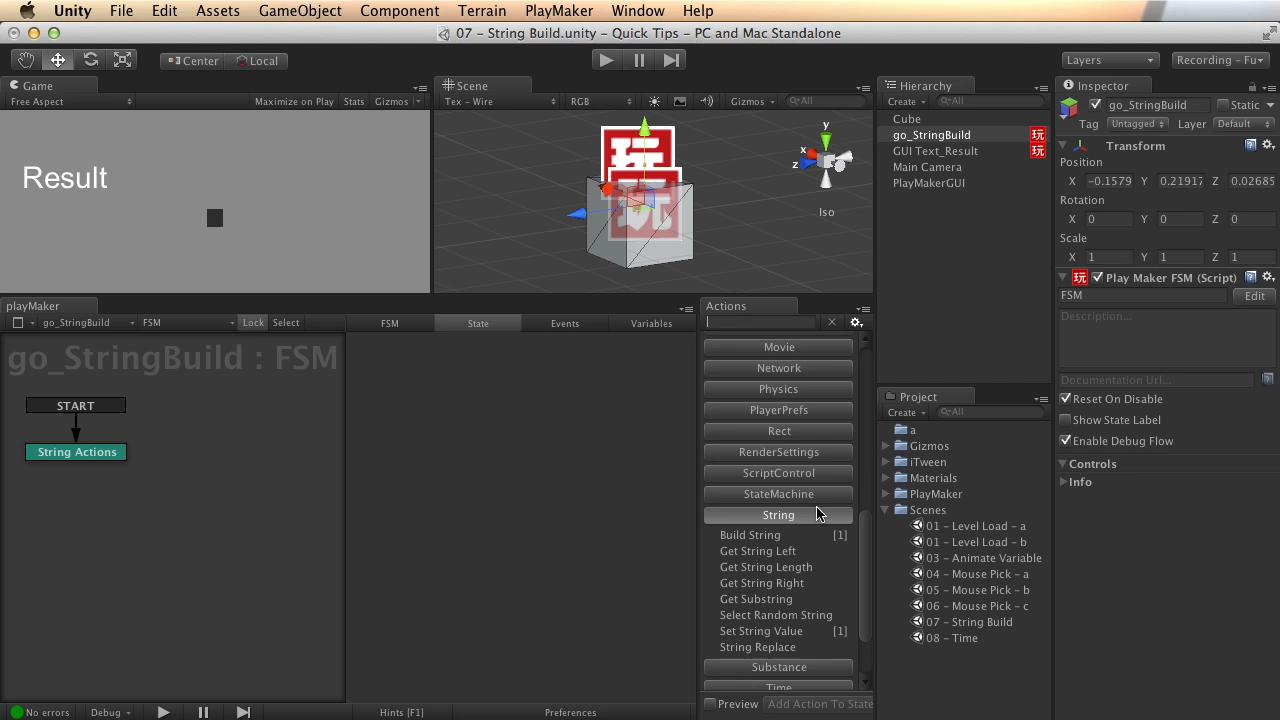 Unity File Edit Assets GameObject Component Terrain PlayMaker Window Help
07 – String Build.unity – Quick Tips – PC and Mac Standalone
Center Local Layers Recording – Fu
Game
Free Aspect Maximize on Play Stats Gizmos
Result
Scene
Tex – Wire RGB Gizmos All
玩
玩
y
x
z
Iso
Hierarchy
Create All
Cube
go_StringBuild 玩
GUI Text_Result 玩
Main Camera
PlayMakerGUI
Inspector
go_StringBuild Static
Tag Untagged Layer Default
Transform
Position
X -0.1579 Y 0.21917 Z 0.02685
Rotation
X 0 Y 0 Z 0
Scale
X 1 Y 1 Z 1
玩 Play Maker FSM (Script)
FSM Edit
Description...
Documentation Url...
Reset On Disable
Show State Label
Enable Debug Flow
Controls
Info
playMaker
go_StringBuild FSM Lock Select FSM State Events Variables
go_StringBuild : FSM
START
String Actions
No errors Debug Hints [F1] Preferences
Actions
Movie
Network
Physics
PlayerPrefs
Rect
RenderSettings
ScriptControl
StateMachine
String
Build String [1]
Get String Left
Get String Length
Get String Right
Get Substring
Select Random String
Set String Value [1]
String Replace
Substance
Time
Preview Add Action To State
Project
Create All
a
Gizmos
iTween
Materials
PlayMaker
Scenes
01 – Level Load – a
01 – Level Load – b
03 – Animate Variable
04 – Mouse Pick – a
05 – Mouse Pick – b
06 – Mouse Pick – c
07 – String Build
08 – Time